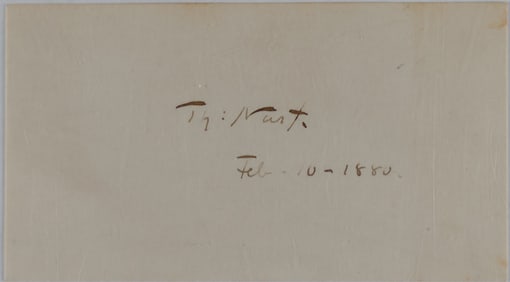 Th: Nast.
Feb - 10 - 1880.